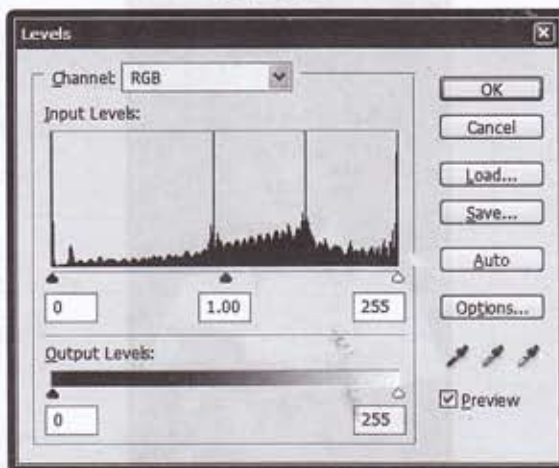 Levels
Channel: RGB
Input Levels:
0 1.00 255
Output Levels:
0 255
OK
Cancel
Load...
Save...
Auto
Options...
Preview